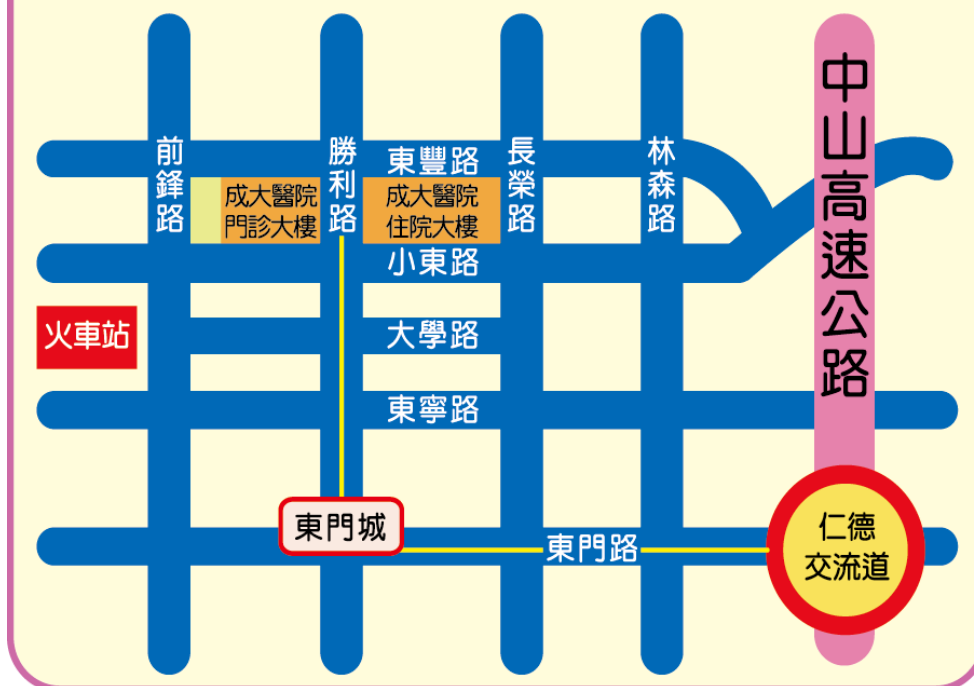 中山高速公路
前鋒路
勝利路
東豐路
長榮路
林森路
成大醫院
門診大樓
成大醫院
住院大樓
小東路
火車站
大學路
東寧路
東門城
東門路
仁德
交流道